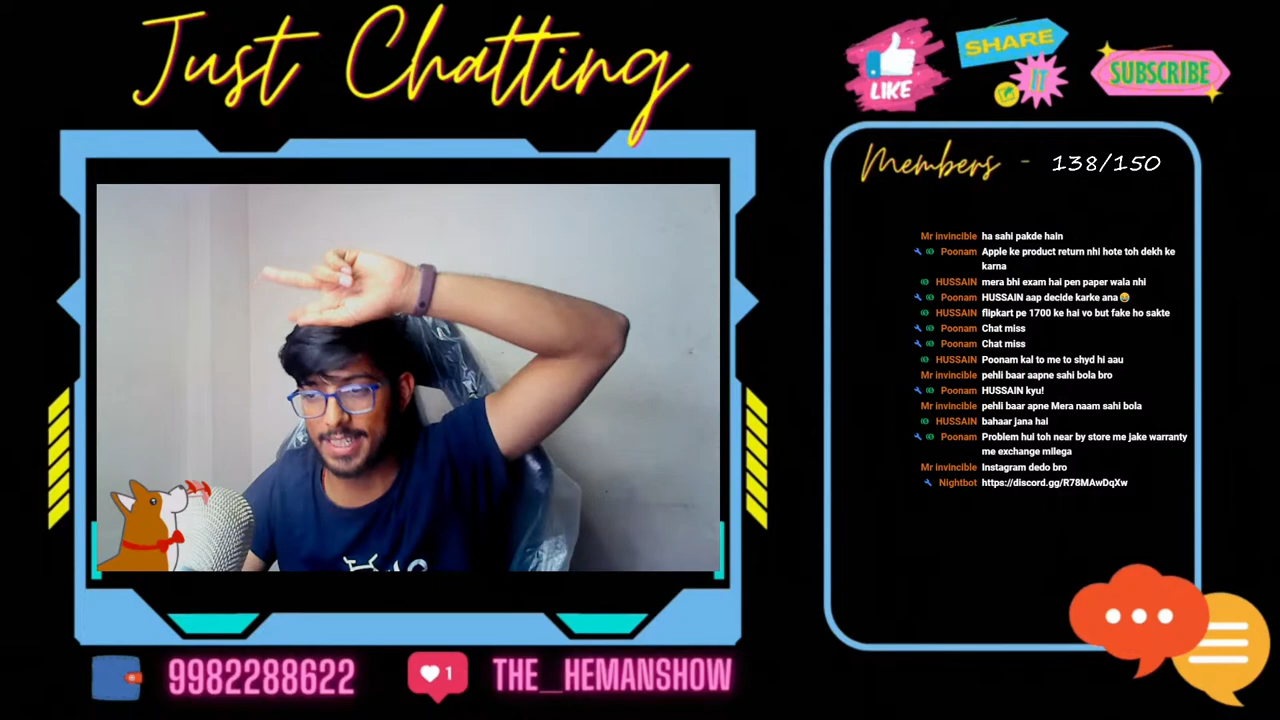 Just Chatting
LIKE
SHARE
IT
SUBSCRIBE
Members - 138/150
Mr invincible ha sahi pakde hain
Poonam Apple ke product return nhi hote toh dekh ke
karna
HUSSAIN mera bhi exam hai pen paper wala nhi
Poonam HUSSAIN aap decide karke ana😂
HUSSAIN flipkart pe 1700 ke hai vo but fake ho sakte
Poonam Chat miss
Poonam Chat miss
HUSSAIN Poonam kal to me to shyd hi aau
Mr invincible pehli baar aapne sahi bola bro
Poonam HUSSAIN kyu!
Mr invincible pehli baar apne Mera naam sahi bola
HUSSAIN bahaar jana hai
Poonam Problem hui toh near by store me jake warranty
me exchange milega
Mr invincible Instagram dedo bro
Nightbot https://discord.gg/R78MAwDqXw
9982288622
1
THE__HEMANSHOW